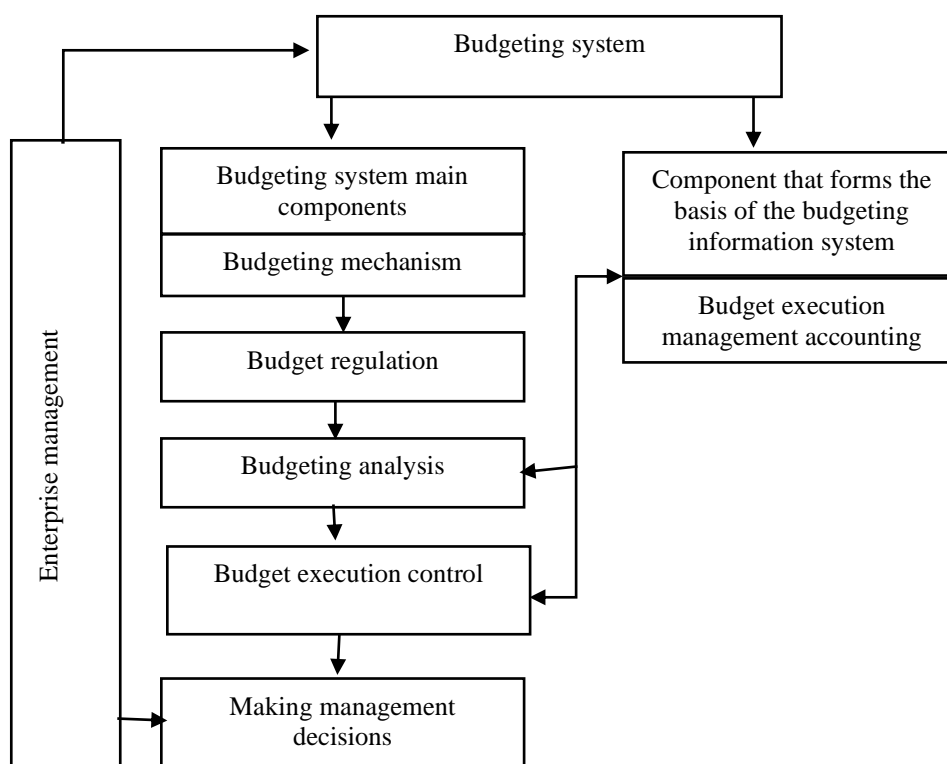 Budgeting system
Budgeting system main
components
Component that forms the
basis of the budgeting
information system
Budgeting mechanism
Budget execution
management accounting
Budget regulation
Budgeting analysis
Enterprise management
Budget execution control
Making management
decisions